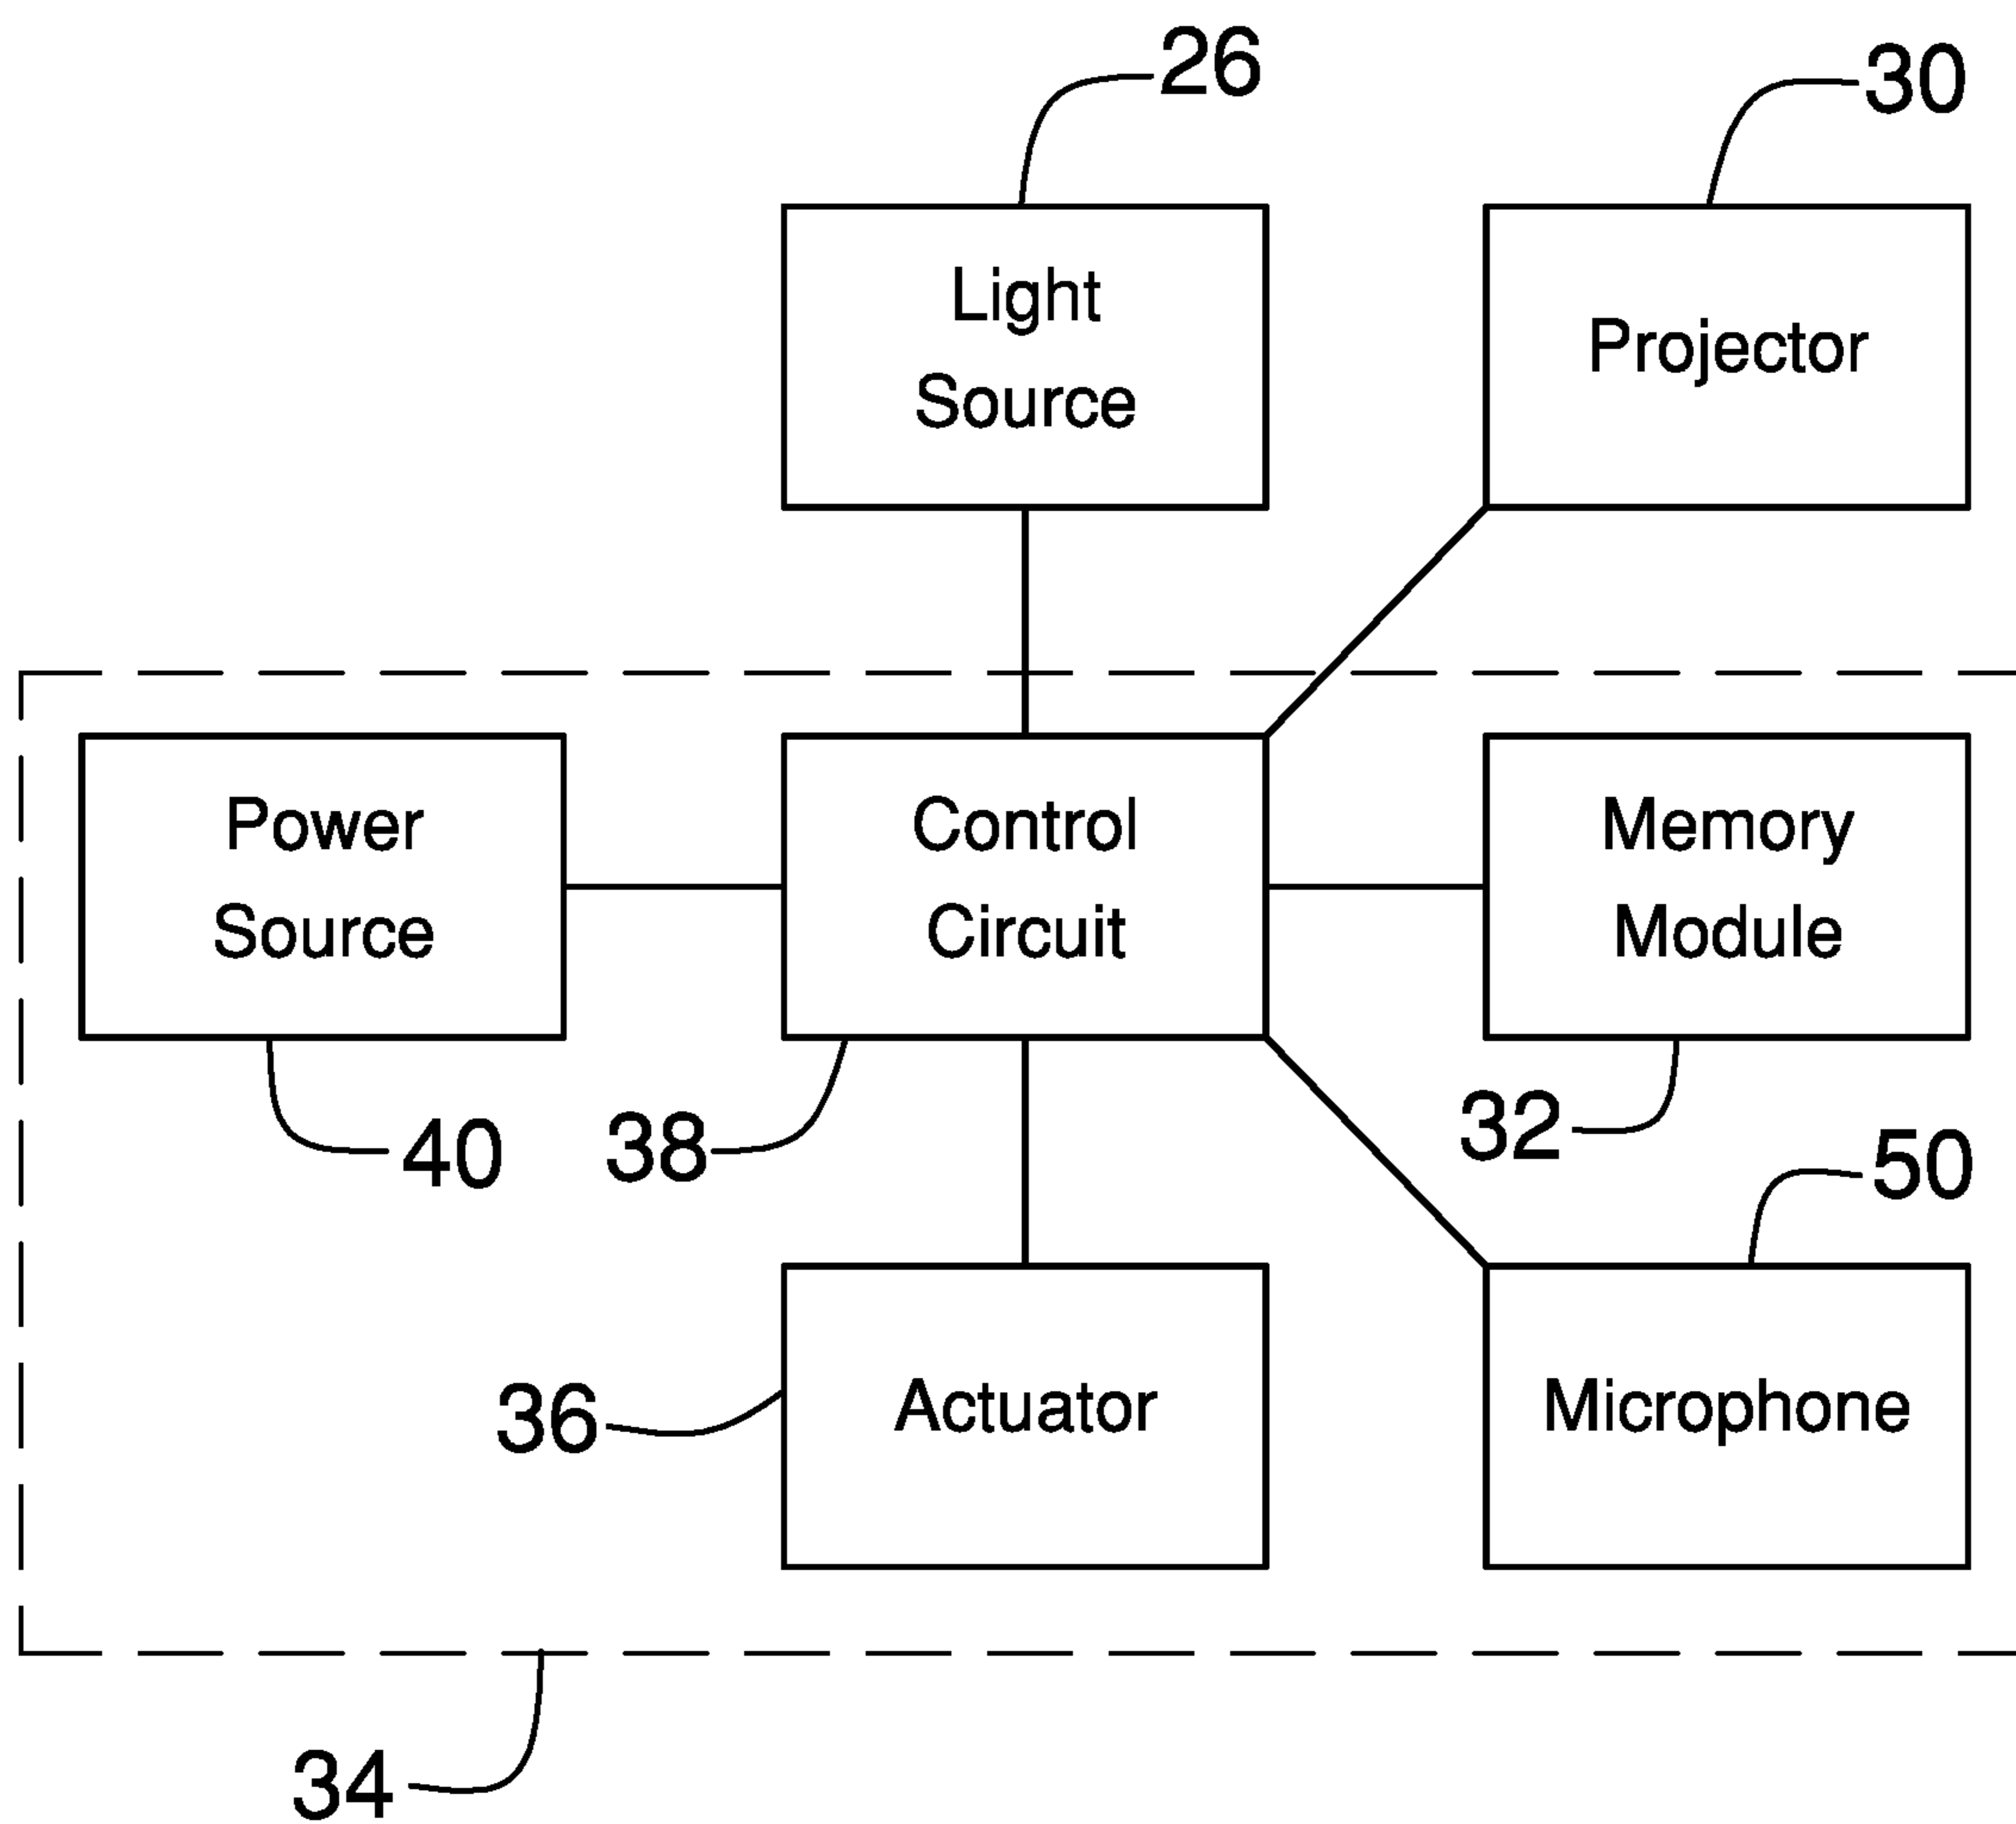 26
30
Light
Source
Projector
Power
Source
Control
Circuit
Memory
Module
40
38
32
50
36
Actuator
Microphone
34